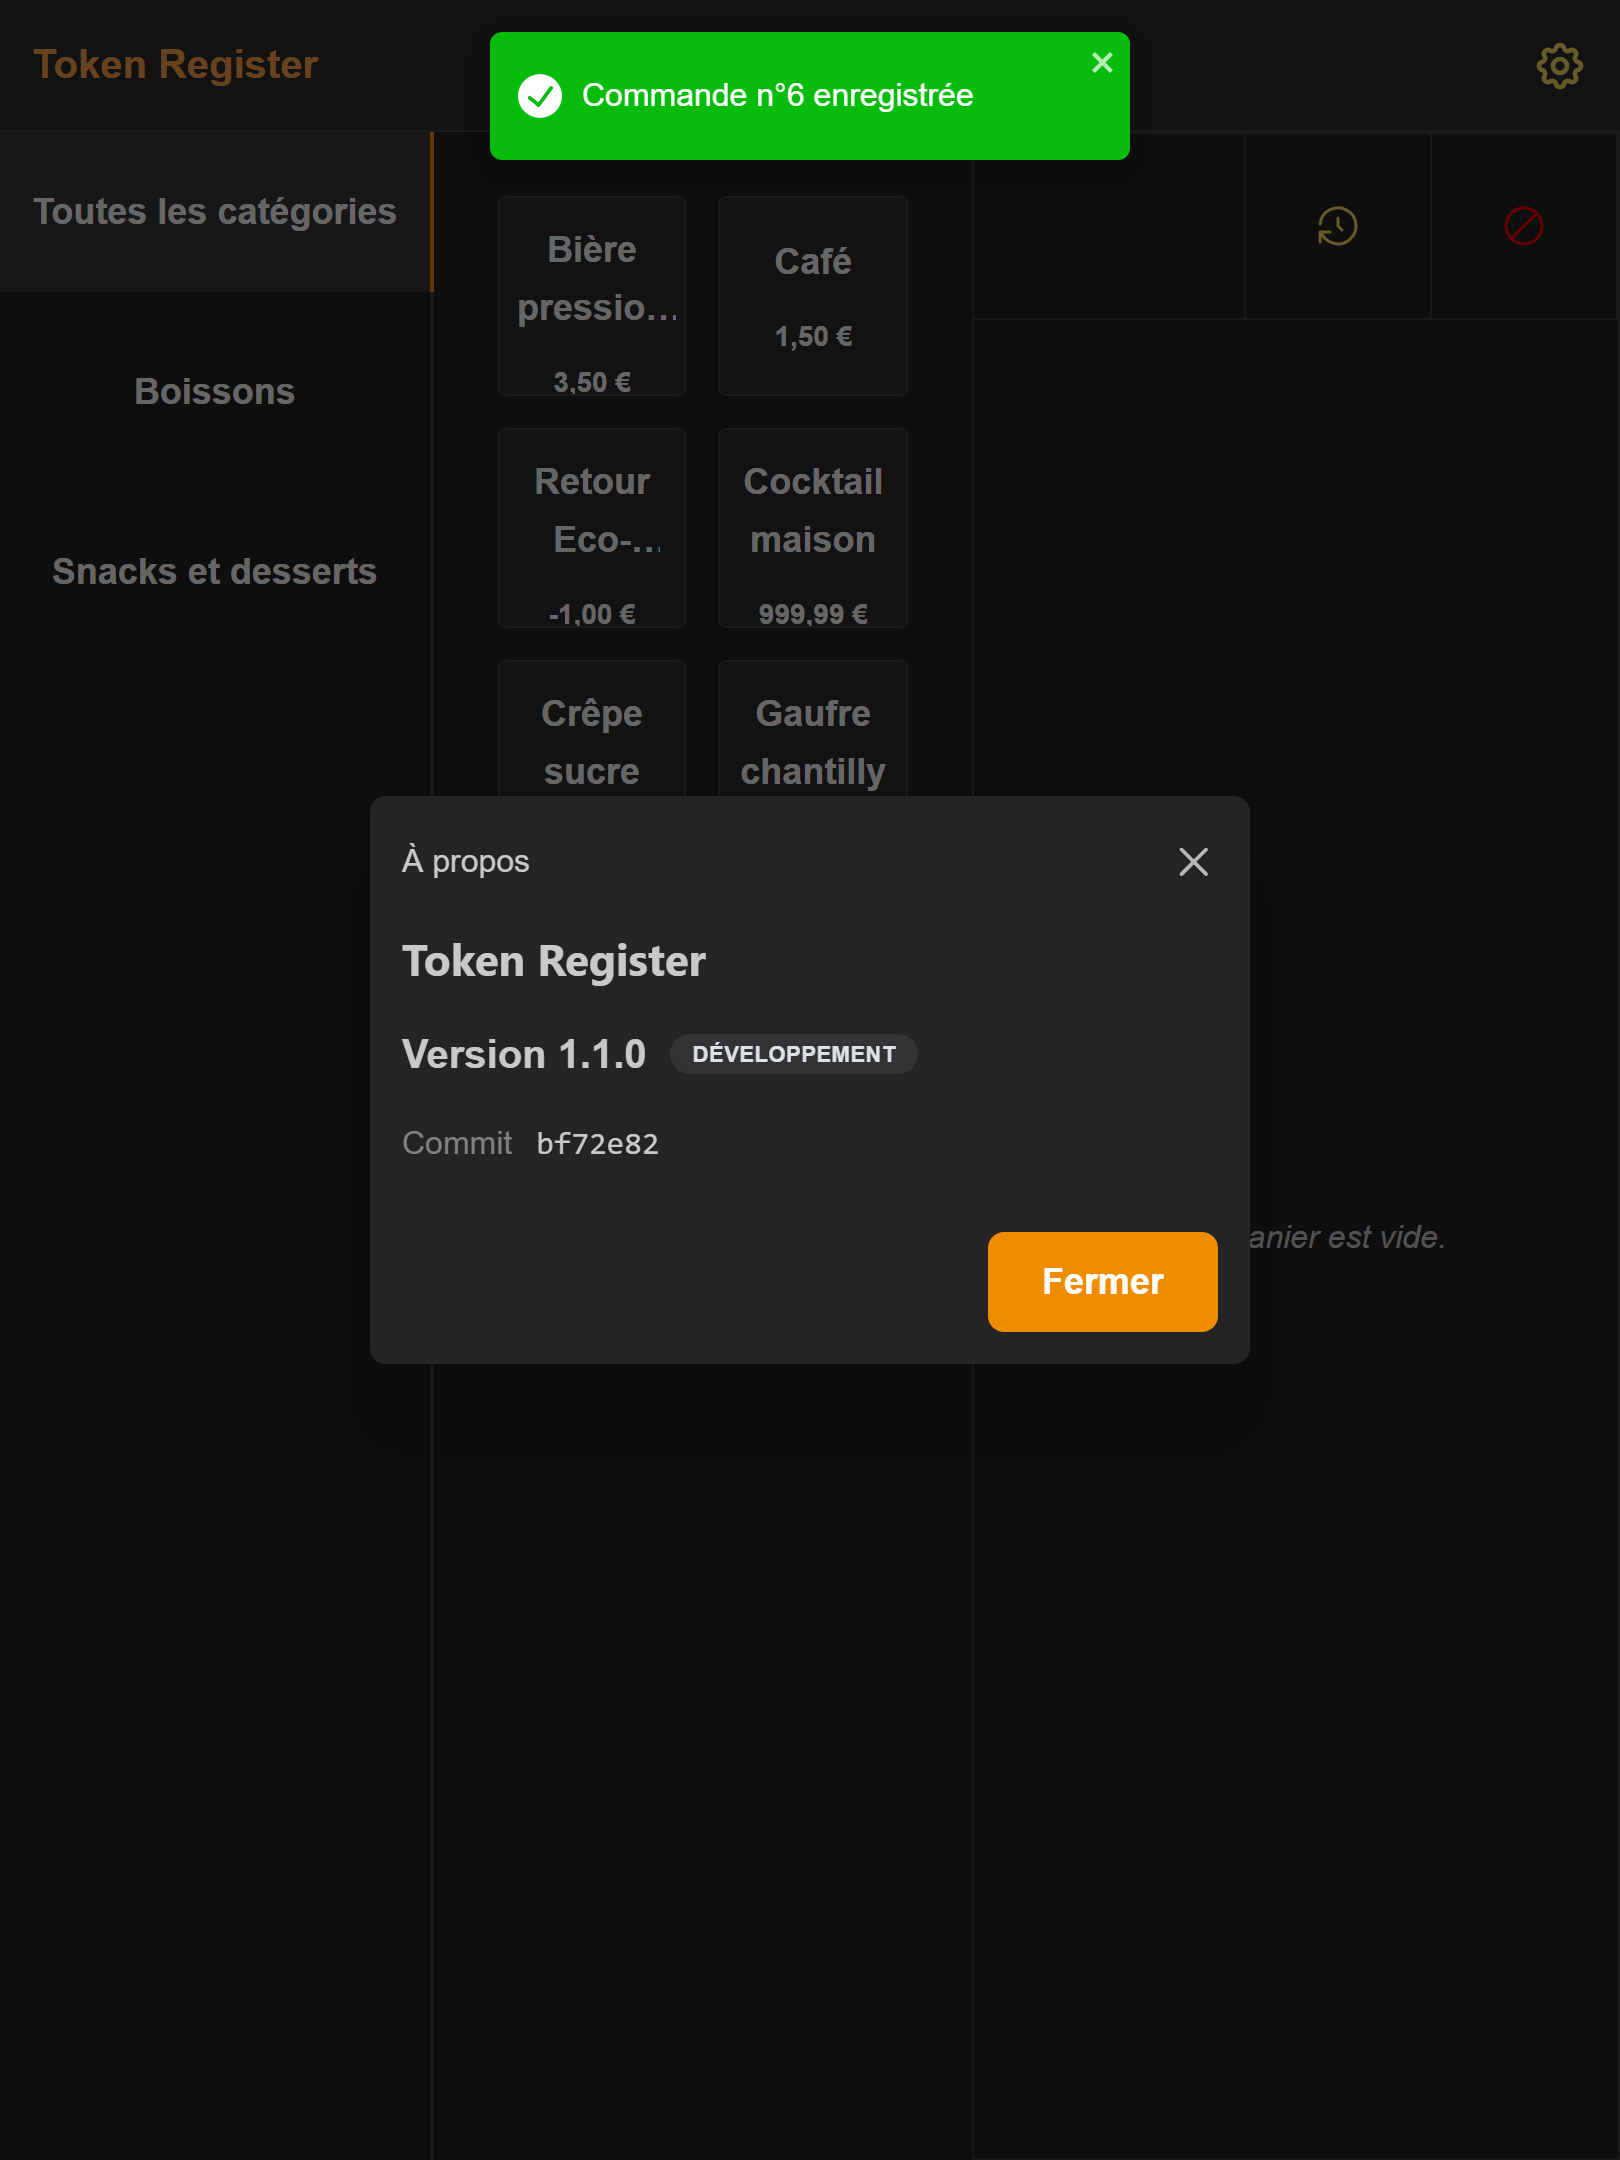 Token Register
Commande n°6 enregistrée
Toutes les catégories
Boissons
Snacks et desserts
Bière
pressio...
3,50 €
Café
1,50 €
Retour
Eco-...
-1,00 €
Cocktail
maison
999,99 €
Crêpe
sucre
Gaufre
chantilly
À propos
Token Register
Version 1.1.0 DÉVELOPPEMENT
Commit bf72e82
Fermer
anier est vide.